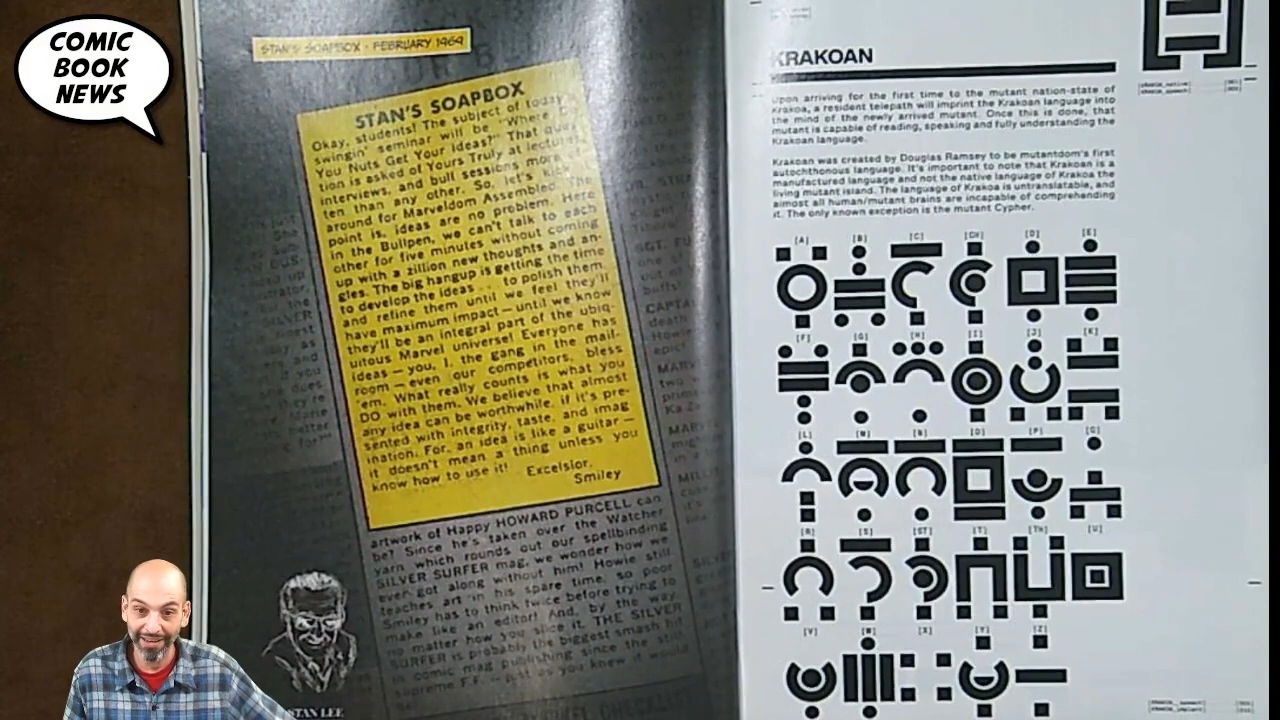 COMIC
BOOK
NEWS
STAN'S SOAPBOX - FEBRUARY 1969
STAN'S SOAPBOX
Okay, students! The subject of today's
swingin' seminar will be "Where Do
You Nuts Get Your Ideas?" That ques-
tion is asked of Yours Truly at lectures,
interviews, and bull sessions more of-
ten than any other. So, let's kick it
around for Marveldom Assembled. The
point is, ideas are no problem. Here
in the Bullpen, we can't talk to each
other for five minutes without coming
up with a zillion new thoughts and an-
gles. The big hangup is getting the time
to develop the ideas — to polish them
and refine them until we feel they'll
have maximum impact — until we know
they'll be an integral part of the ubiq-
uitous Marvel universe! Everyone has
ideas — you, I, the gang in the mail-
room — even our competitors, bless
'em. What really counts is what you
DO with them. We believe that almost
any idea can be worthwhile, if it's pre-
sented with integrity, taste, and imag
ination. For, an idea is like a guitar —
it doesn't mean a thing unless you
know how to use it! Excelsior,
Smiley
artwork of Happy HOWARD PURCELL can
be? Since he's taken over the Watcher
yarn which rounds out our spellbinding
SILVER SURFER mag, we wonder how we
ever got along without him! Howie still
teaches art in his spare time, so poor
Smiley has to think twice before trying to
make like an editor! And, by the way
no matter how you slice it, THE SILVER
SURFER is probably the biggest smash hit
in comic mag publishing since the
supreme F.F. — just as you knew it would
STAN LEE
KRAKOAN
Upon arriving for the first time to the mutant nation-state of
Krakoa, a resident telepath will imprint the Krakoan language into
the mind of the newly arrived mutant. Once this is done, that
mutant is capable of reading, speaking and fully understanding the
Krakoan language.
Krakoan was created by Douglas Ramsey to be mutantdom's first
autochthonous language. It's important to note that Krakoan is a
manufactured language and not the native language of Krakoa the
living mutant island. The language of Krakoa is untranslatable, and
almost all human/mutant brains are incapable of comprehending
it. The only known exception is the mutant Cypher.
[A] [B] [C] [CH] [D] [E]
[F] [G] [H] [I] [J] [K]
[L] [M] [N] [O] [P] [Q]
[R] [S] [ST] [T] [TH] [U]
[V] [W] [X] [Y] [Z]